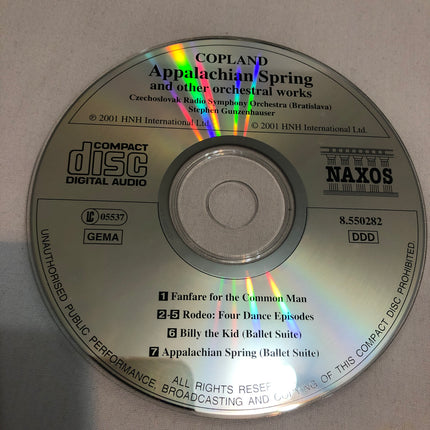 COPLAND
Appalachian Spring
and other orchestral works
Czechoslovak Radio Symphony Orchestra (Bratislava)
Stephen Gunzenhauser
℗ 2001 HNH International Ltd.
© 2001 HNH International Ltd.
COMPACT
disc
DIGITAL AUDIO
NAXOS
LC 05537
GEMA
8.550282
DDD
1 Fanfare for the Common Man
2-5 Rodeo: Four Dance Episodes
6 Billy the Kid (Ballet Suite)
7 Appalachian Spring (Ballet Suite)
ALL RIGHTS RESER
UNAUTHORISED PUBLIC PERFORMANCE, BROADCASTING AND COPYING OF THIS COMPACT DISC PROHIBITED.